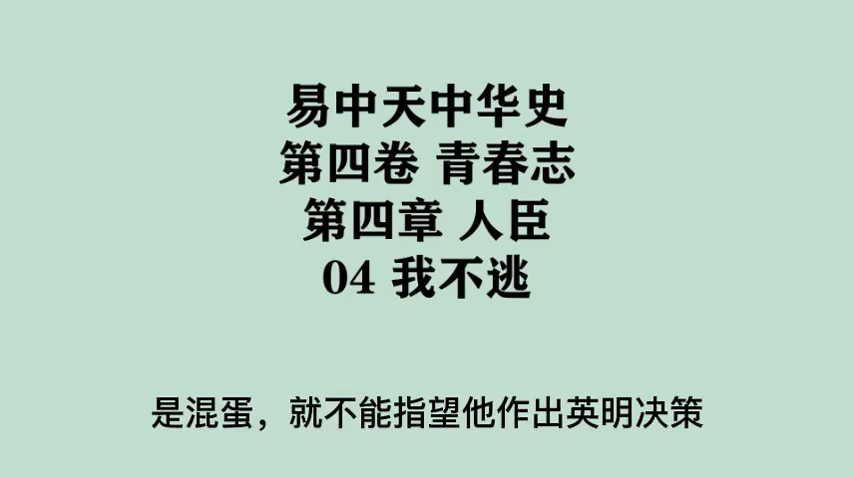 易中天中华史
第四卷 青春志
第四章 人臣
04 我不逃
是混蛋，就不能指望他作出英明决策